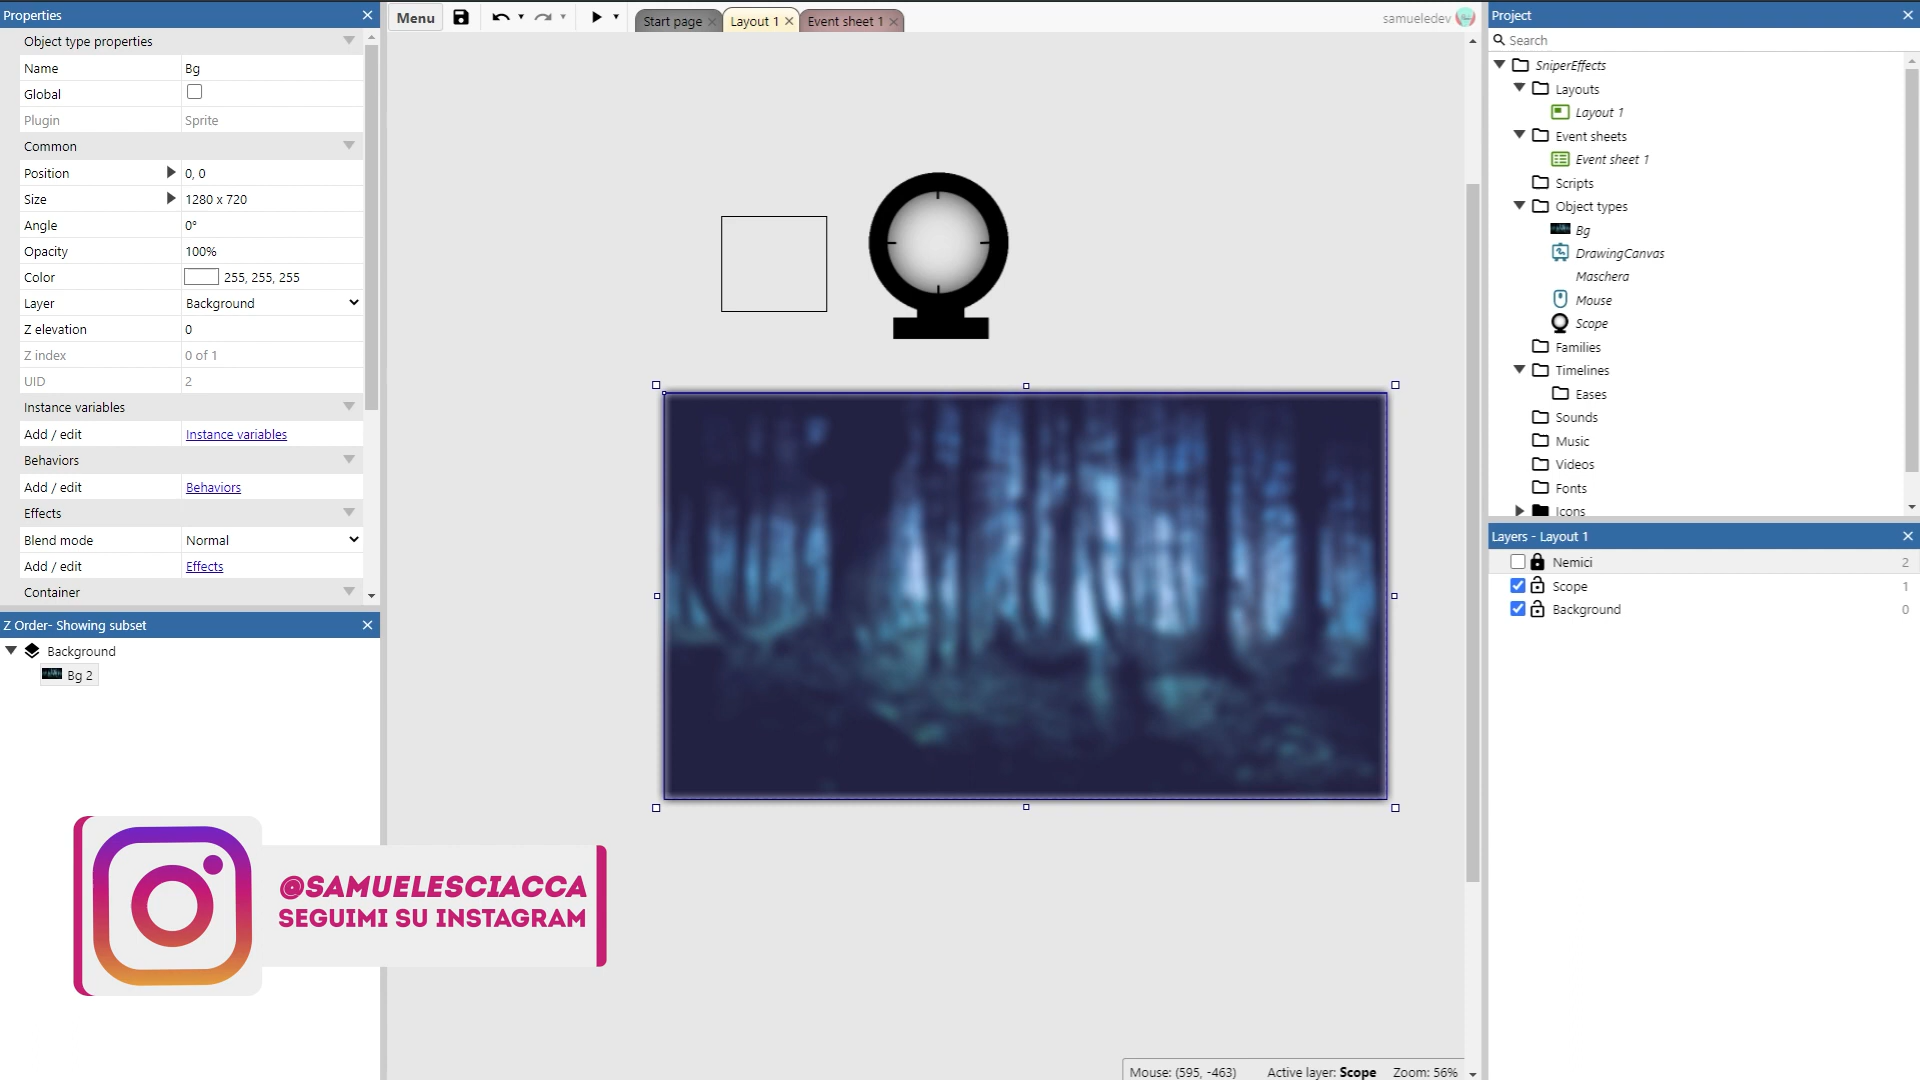 Properties
Object type properties
Name Bg
Global
Plugin Sprite
Common
Position 0, 0
Size 1280 x 720
Angle 0°
Opacity 100%
Color 255, 255, 255
Layer Background
Z elevation 0
Z index 0 of 1
UID 2
Instance variables
Add / edit Instance variables
Behaviors
Add / edit Behaviors
Effects
Blend mode Normal
Add / edit Effects
Container
Z Order- Showing subset
Background
Bg 2
@SAMUELESCIACCA
SEGUIMI SU INSTAGRAM
Menu
Start page
Layout 1
Event sheet 1
samueledev
Mouse: (595, -463) Active layer: Scope Zoom: 56%
Project
Search
SniperEffects
Layouts
Layout 1
Event sheets
Event sheet 1
Scripts
Object types
Bg
DrawingCanvas
Maschera
Mouse
Scope
Families
Timelines
Eases
Sounds
Music
Videos
Fonts
Icons
Layers - Layout 1
Nemici 2
Scope 1
Background 0